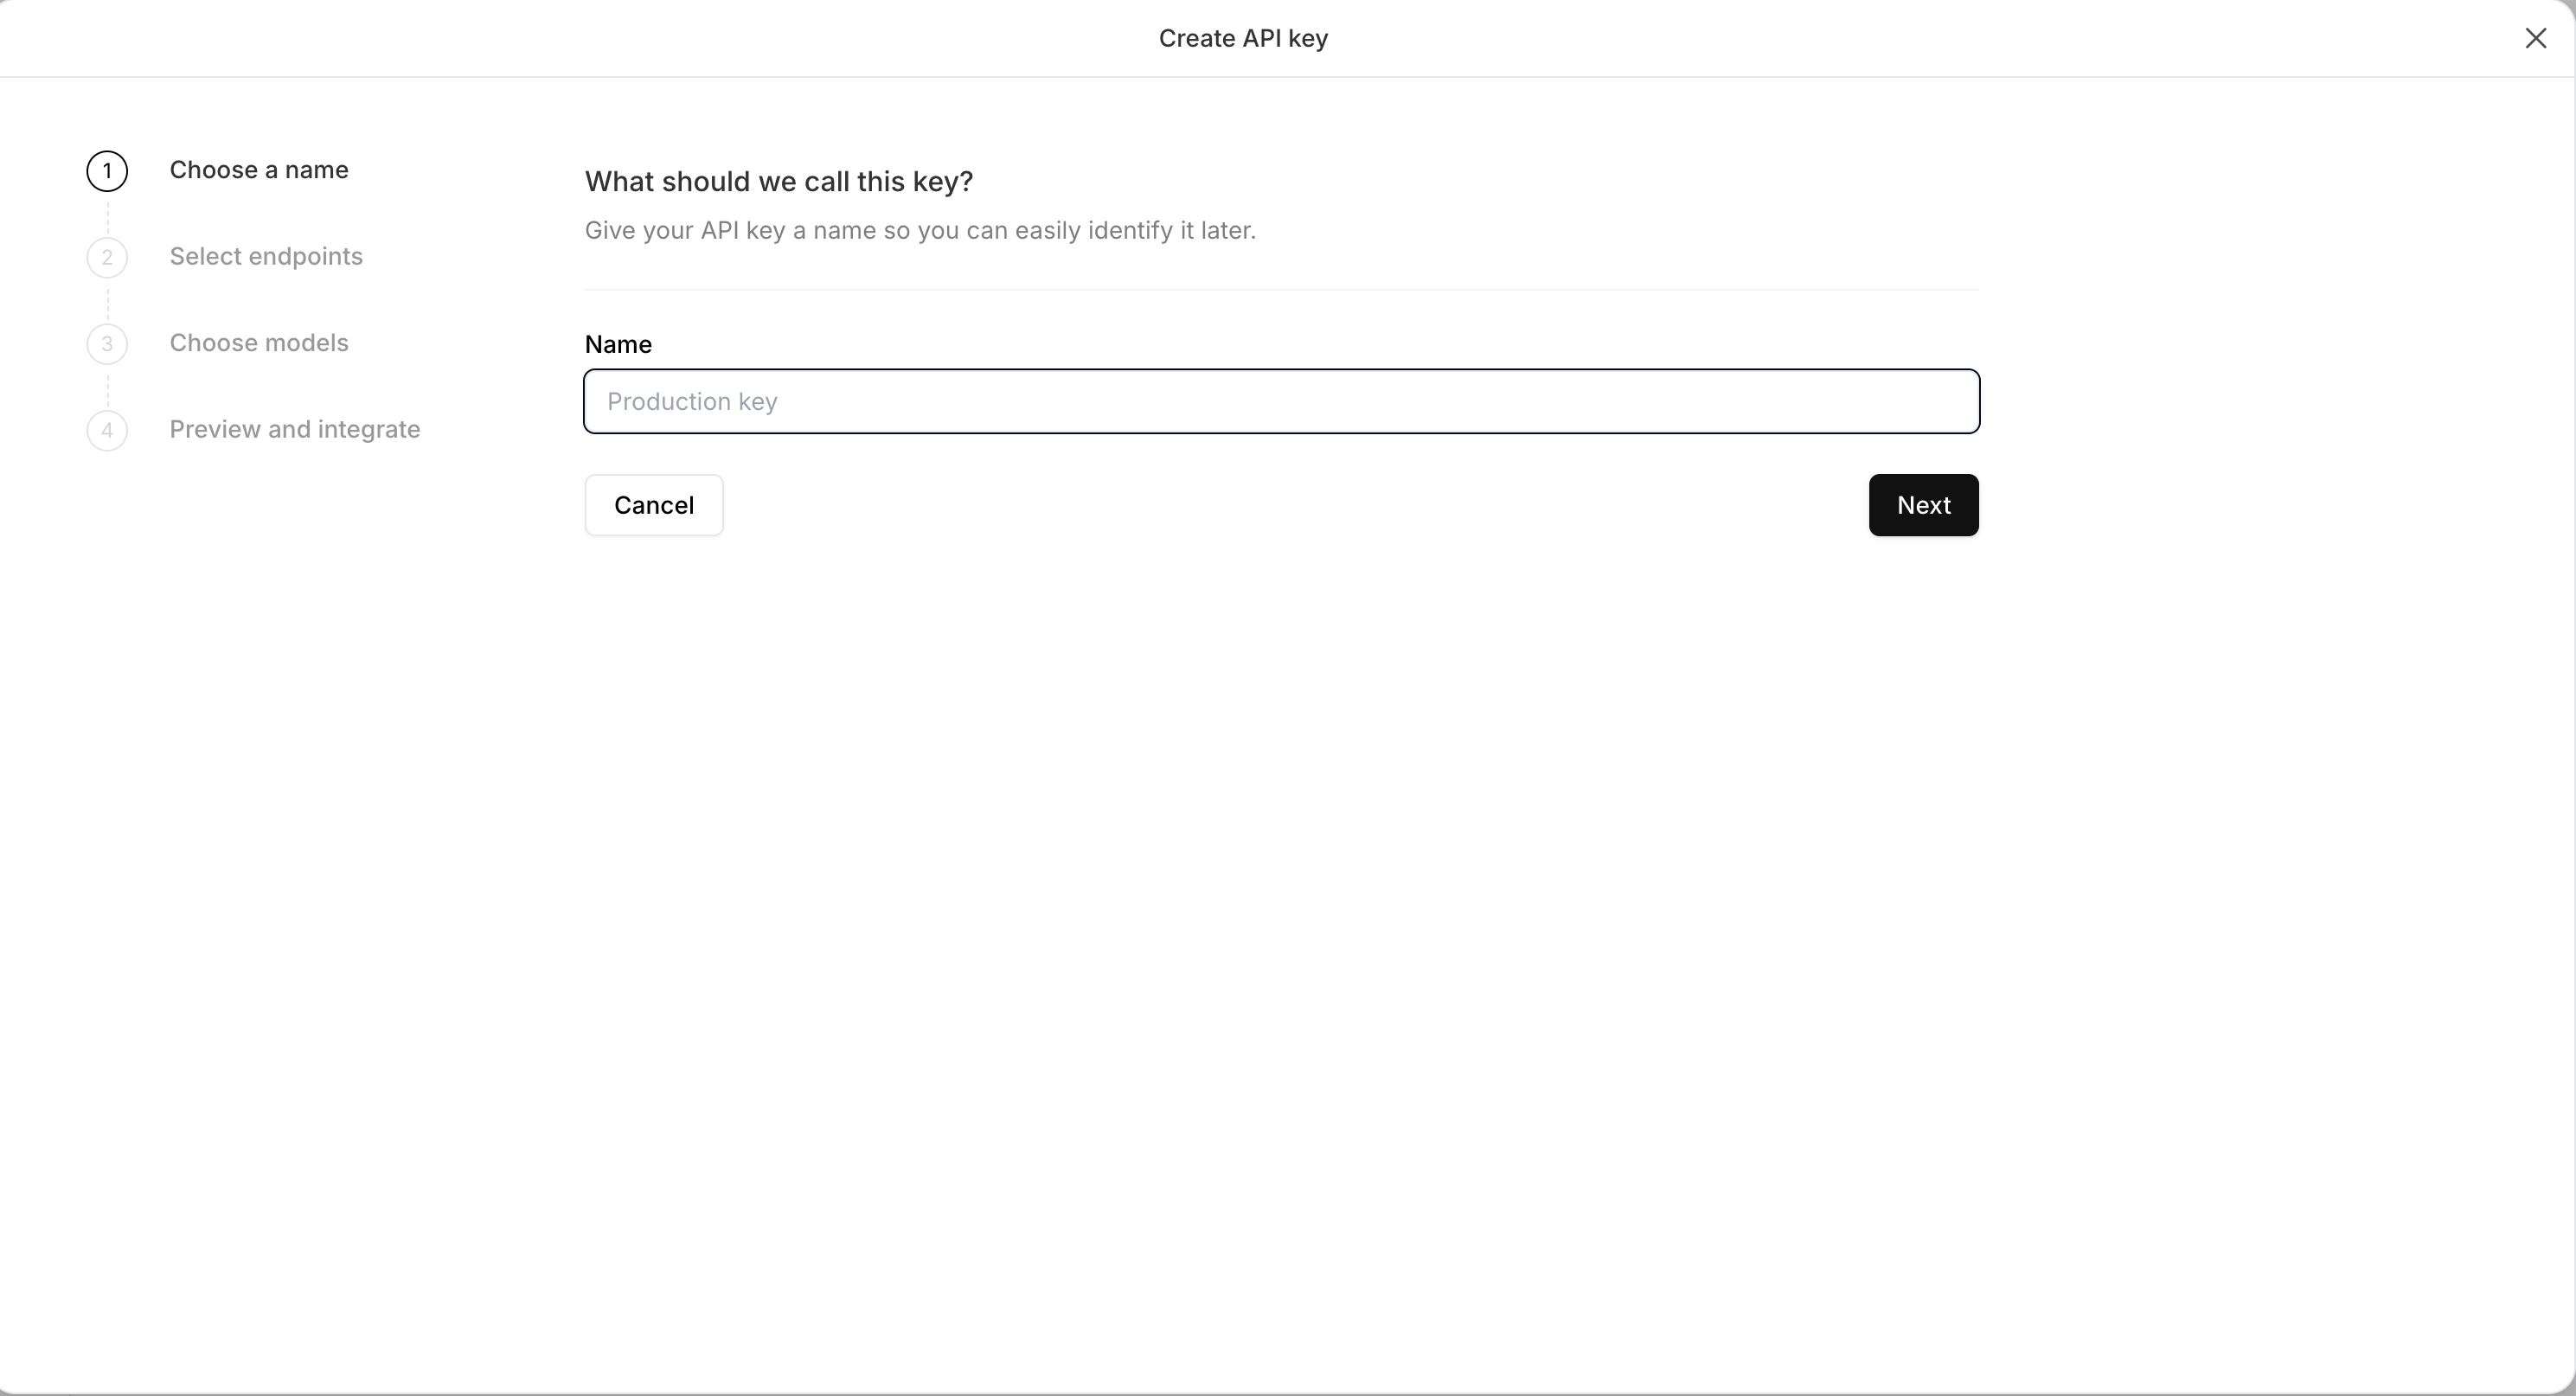 Create API key
1 Choose a name
2 Select endpoints
3 Choose models
4 Preview and integrate
What should we call this key?
Give your API key a name so you can easily identify it later.
Name
Production key
Cancel
Next